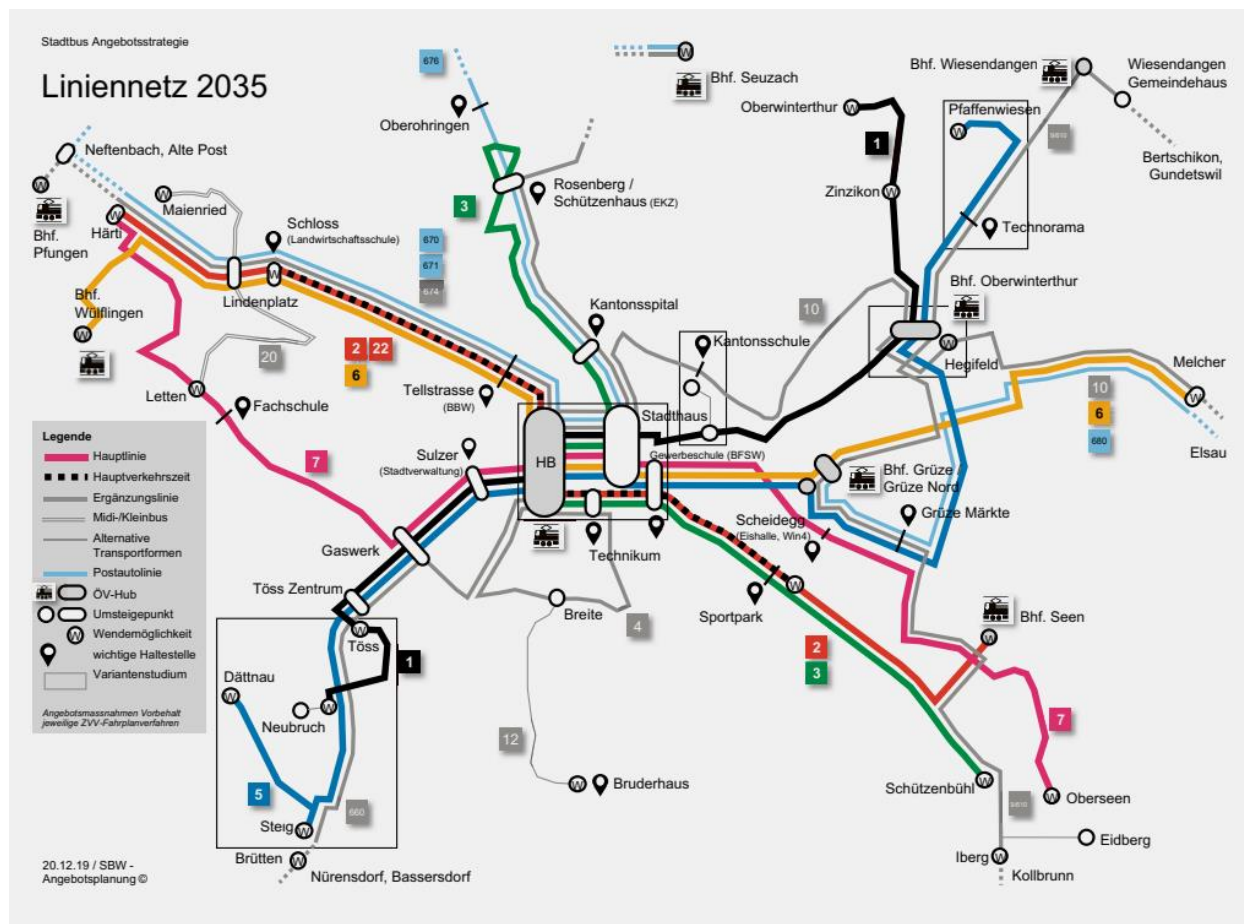 Stadtbus Angebotsstrategie
Liniennetz 2035
676
Oberohringen
Bhf. Seuzach
Oberwinterthur
Bhf. Wiesendangen
Wiesendangen
Gemeindehaus
Pfaffenwiesen
1
9810
Bertschikon,
Gundetswil
Neftenbach, Alte Post
Maienried
Rosenberg /
Schützenhaus (EKZ)
3
Zinzikon
Technorama
Bhf.
Pfungen
Härti
Schloss
(Landwirtschaftsschule)
670
671
674
Bhf. Oberwinterthur
Bhf.
Wülflingen
Lindenplatz
Kantonsspital
10
Kantonsschule
Hegifeld
Melcher
20
2 22
6
Letten
Fachschule
Tellstrasse
(BBW)
Stadthaus
10
6
680
Elsau
Legende
Hauptlinie
Hauptverkehrszeit
Ergänzungslinie
Midi-/Kleinbus
Alternative
Transportformen
Postautolinie
ÖV-Hub
Umsteigepunkt
Wendemöglichkeit
wichtige Haltestelle
Variantenstudium
Angebotsmassnahmen Vorbehalt
jeweilige ZVV-Fahrplanverfahren
7
Sulzer
(Stadtverwaltung)
HB
Gewerbeschule (BFSW)
Bhf. Grüze /
Grüze Nord
Gaswerk
Technikum
Scheidegg
(Eishalle, Win4)
Grüze Märkte
Töss Zentrum
Breite
4
Sportpark
Bhf. Seen
Töss
1
2
3
Dättnau
Neubruch
12
7
5
660
Bruderhaus
Schützenbühl
9810
Oberseen
Steig
Brütten
Nürensdorf, Bassersdorf
Eidberg
Iberg
Kollbrunn
20.12.19 / SBW -
Angebotsplanung ©